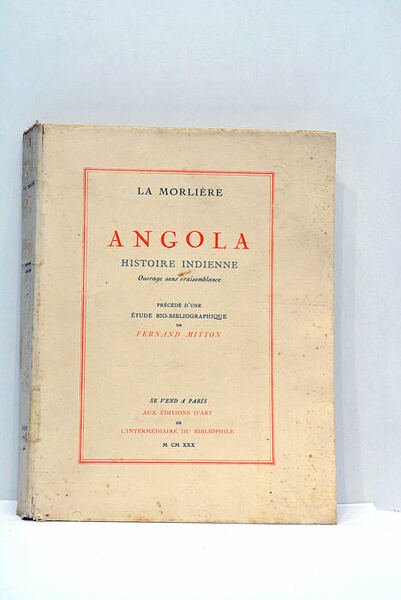 LA MORLIÈRE
ANGOLA
HISTOIRE INDIENNE
Ouvrage sans vraisemblance
PRÉCÉDÉ D'UNE
ÉTUDE BIO-BIBLIOGRAPHIQUE
DE
FERNAND MITTON
SE VEND A PARIS
AUX ÉDITIONS D'ART
DE
L'INTERMÉDIAIRE DU BIBLIOPHILE
M CM XXX